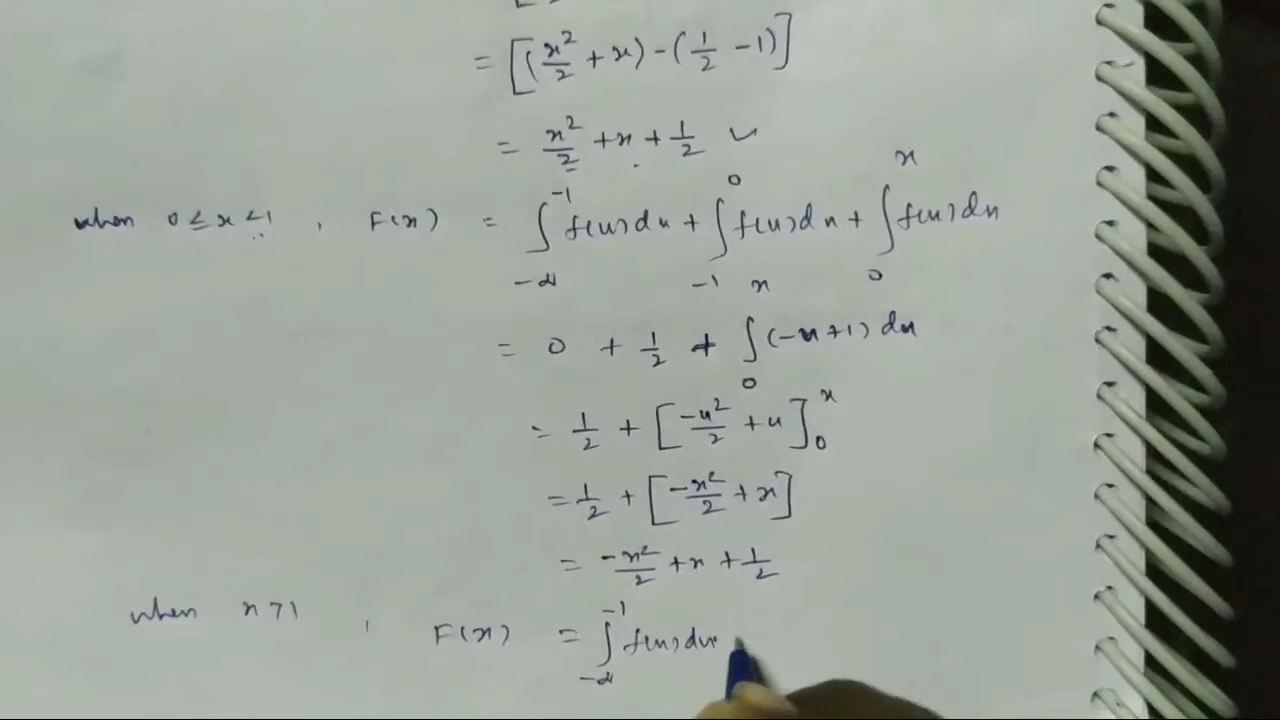 = [(x²/2 + x) - (1/2 - 1)]
= x²/2 + x + 1/2 ✓
when 0 ≤ x < 1 , F(x) = ∫_{-∞}^{-1} f(u) du + ∫_{-1}^{0} f(u) du + ∫_{0}^{x} f(u) du
= 0 + 1/2 + ∫_{0}^{x} (-u + 1) du
= 1/2 + [-u²/2 + u]_{0}^{x}
= 1/2 + [-x²/2 + x]
= -x²/2 + x + 1/2
when x > 1 , F(x) = ∫_{-∞}^{-1} f(u) du